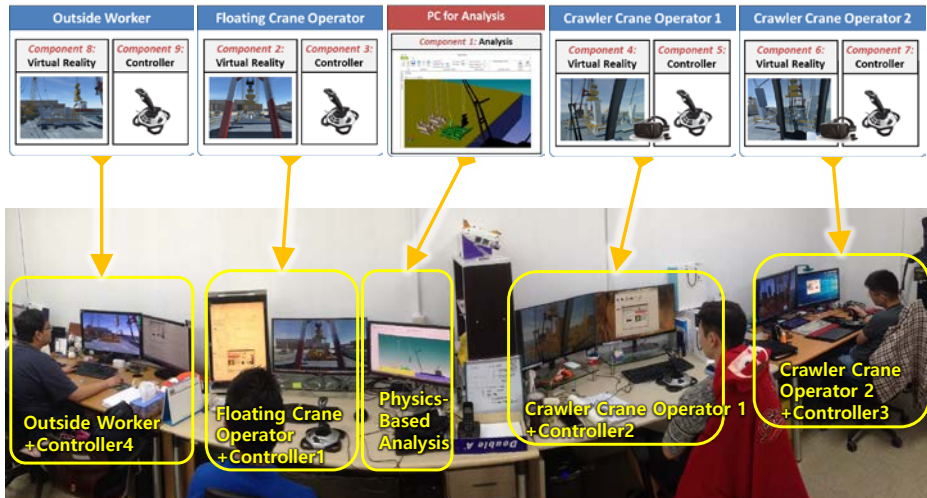 Outside Worker
Component 8:
Virtual Reality
Component 9:
Controller
Floating Crane Operator
Component 2:
Virtual Reality
Component 3:
Controller
PC for Analysis
Component 1: Analysis
Crawler Crane Operator 1
Component 4:
Virtual Reality
Component 5:
Controller
Crawler Crane Operator 2
Component 6:
Virtual Reality
Component 7:
Controller
Outside Worker
+Controller4
Floating Crane
Operator
+Controller1
Physics-
Based
Analysis
Crawler Crane Operator 1
+Controller2
Crawler Crane
Operator 2
+Controller3
Double A